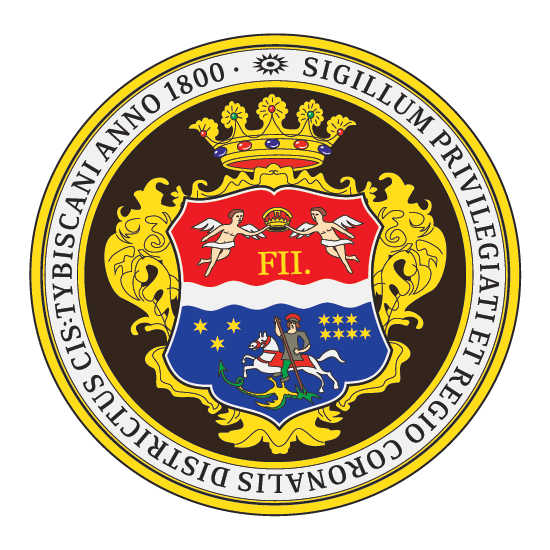 SIGILLUM PRIVILEGIATI ET REGIO CORONALIS DISTRICTUS CIS:TYBISCANI ANNO 1800 ·
FII.